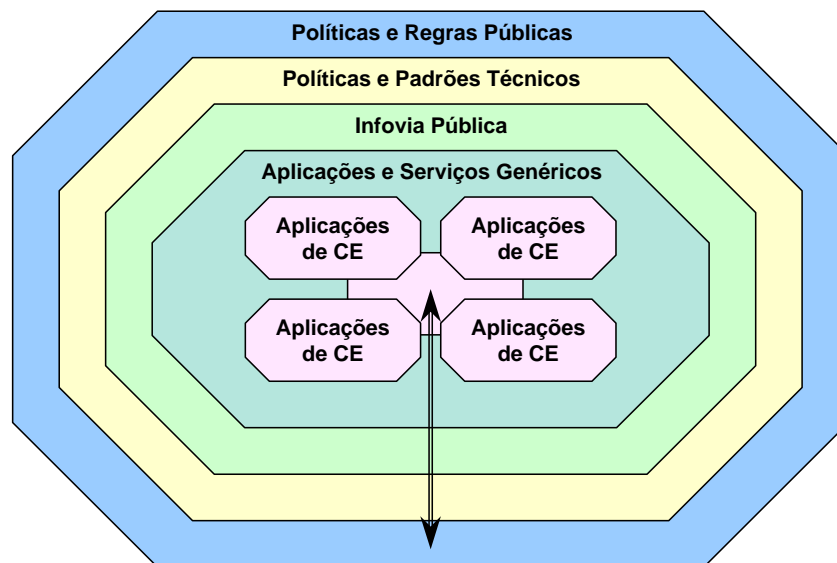 Políticas e Regras Públicas
Políticas e Padrões Técnicos
Infovia Pública
Aplicações e Serviços Genéricos
Aplicações
de CE
Aplicações
de CE
Aplicações
de CE
Aplicações
de CE